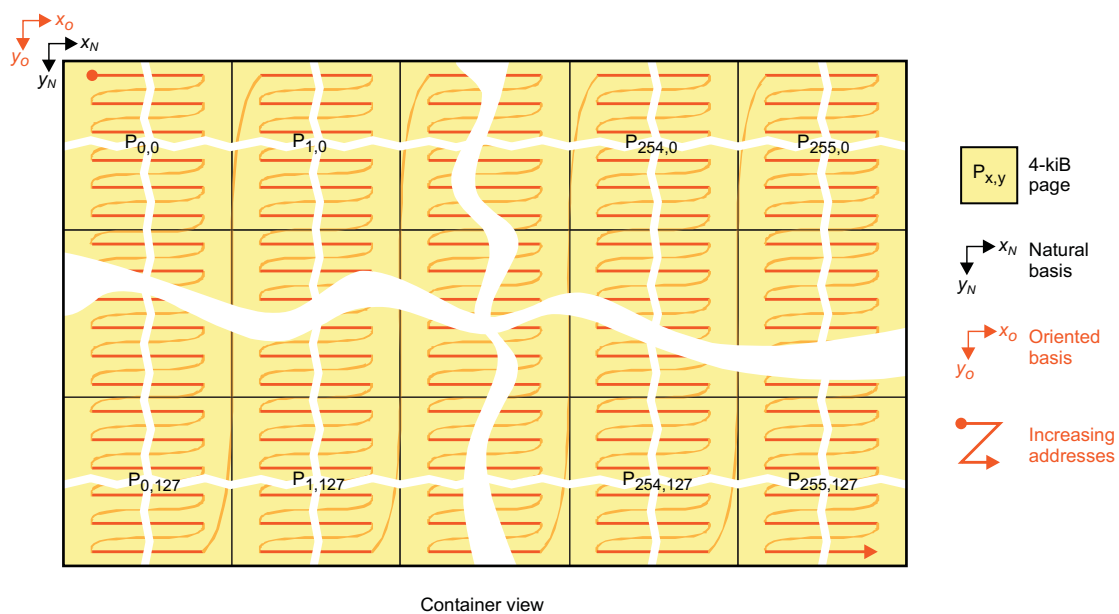 x_O
y_O
x_N
y_N
P_0,0 P_1,0 P_254,0 P_255,0
P_0,127 P_1,127 P_254,127 P_255,127
Container view
P_x,y
4-kiB
page
x_N
y_N
Natural
basis
x_O
y_O
Oriented
basis
Increasing
addresses